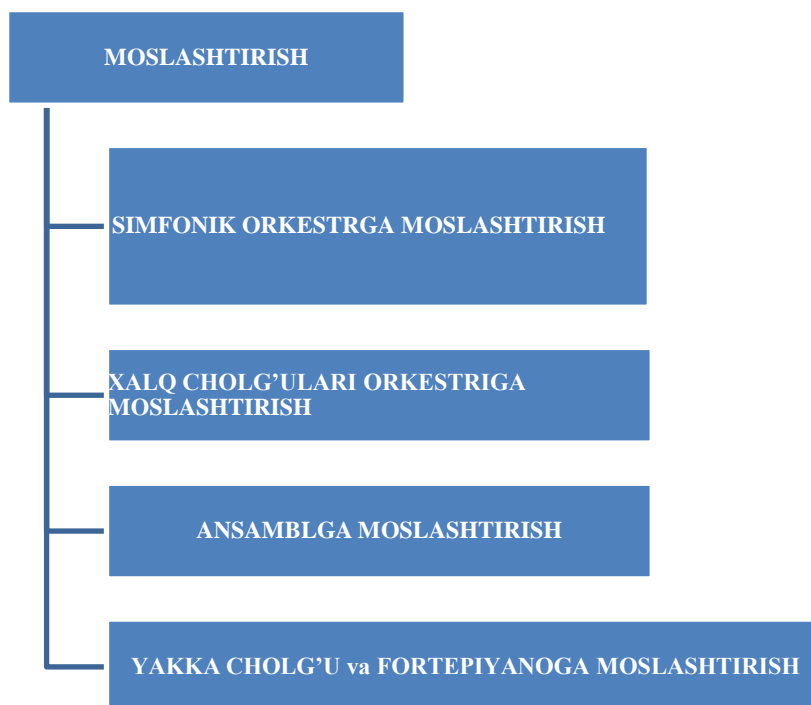 MOSLASHTIRISH
SIMFONIK ORKESTRGA MOSLASHTIRISH
XALQ CHOLG’ULARI ORKESTRIGA
MOSLASHTIRISH
ANSAMBLGA MOSLASHTIRISH
YAKKA CHOLG’U va FORTEPIYANOGA MOSLASHTIRISH